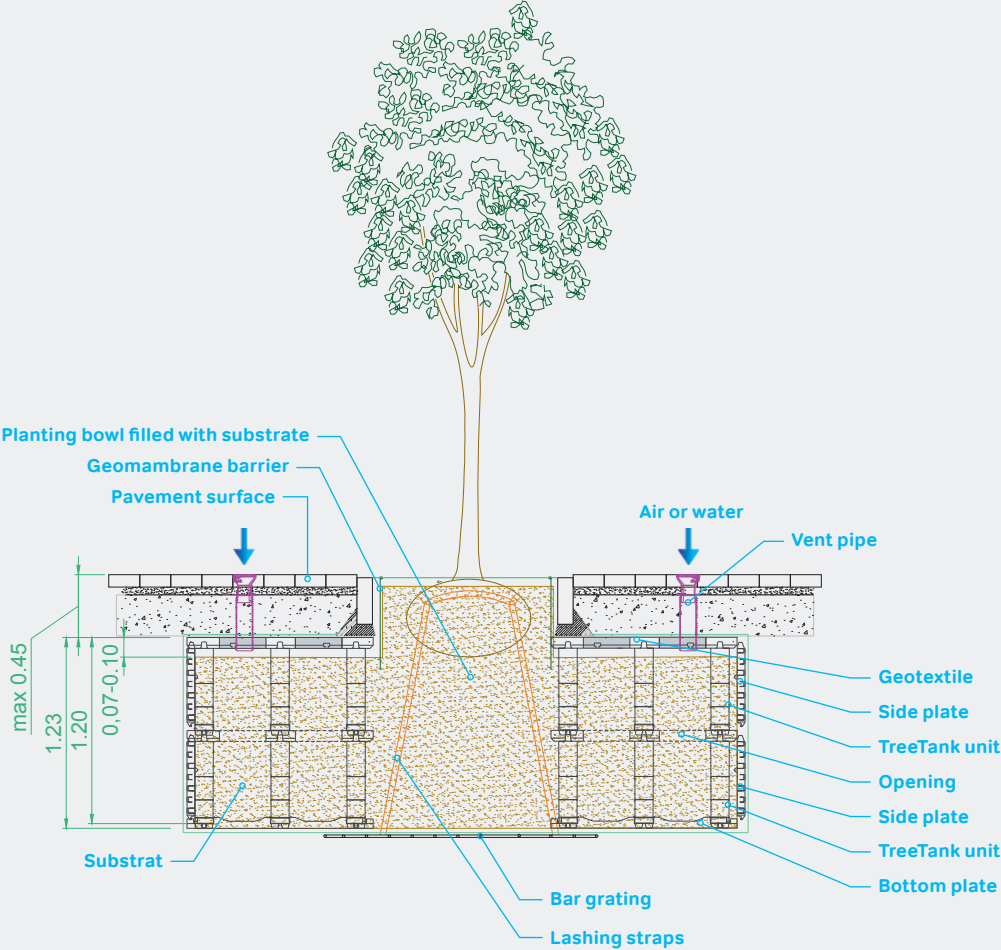 Planting bowl filled with substrate
Geomambrane barrier
Pavement surface
Air or water
Vent pipe
max 0.45
1.23
1.20
0,07-0.10
Geotextile
Side plate
TreeTank unit
Opening
Side plate
TreeTank unit
Bottom plate
Substrat
Bar grating
Lashing straps